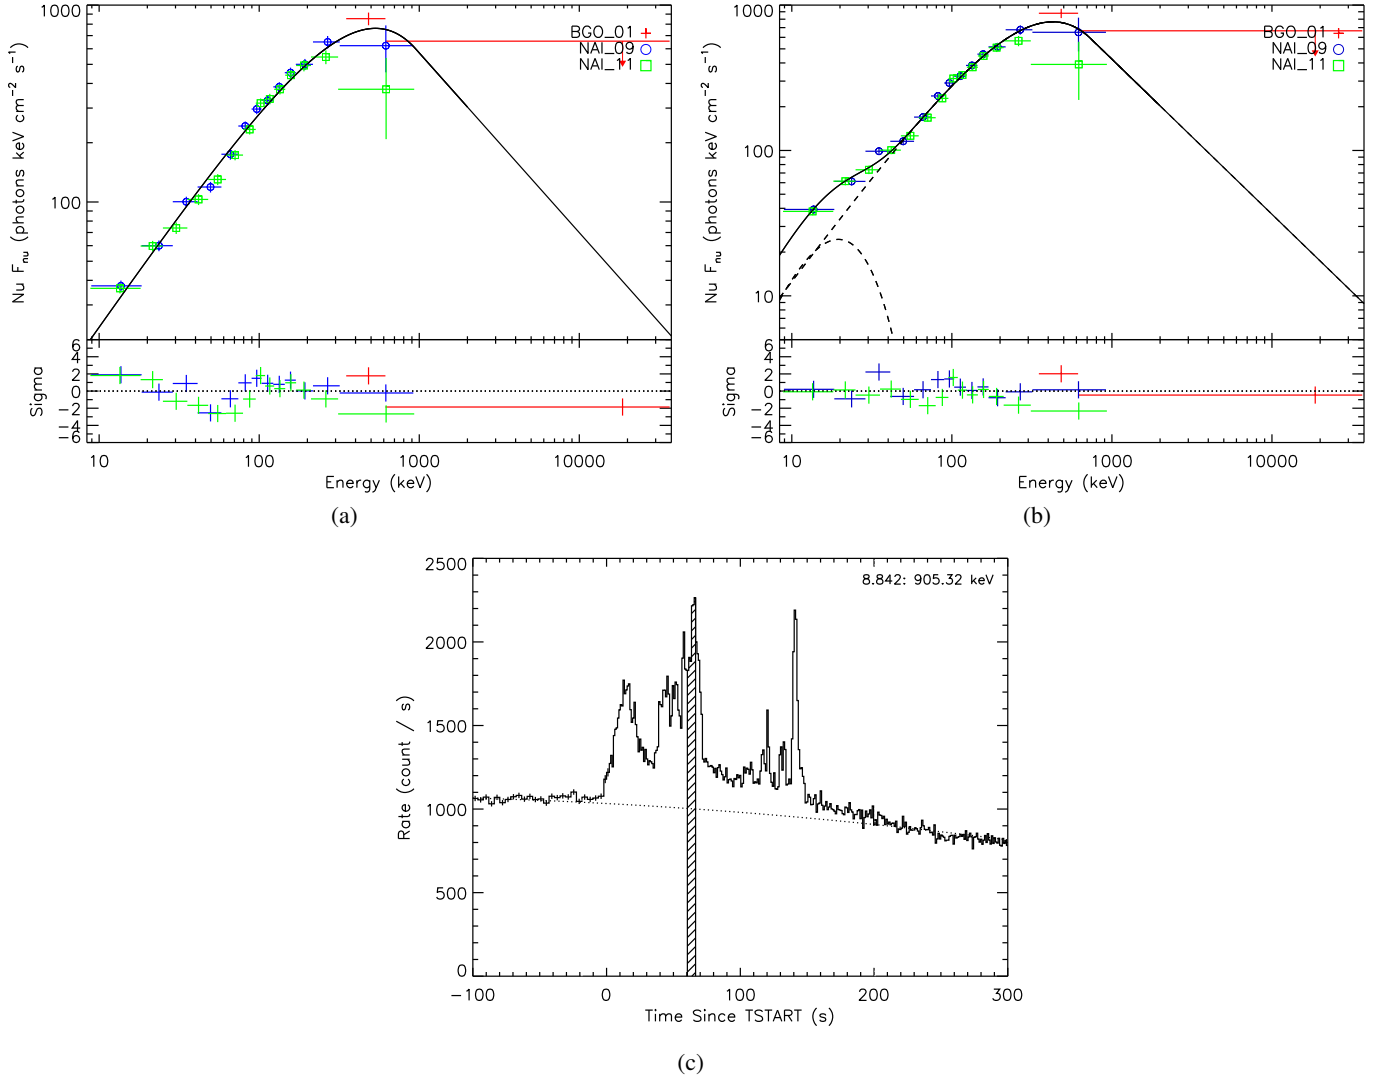 1000
100
Nu Fnu (photons keV cm−2 s−1)
BGO_01
NAI_09
NAI_11
6
4
2
0
−2
−4
−6
Sigma
10 100 1000 10000
Energy (keV)
(a)
1000
100
10
Nu Fnu (photons keV cm−2 s−1)
BGO_01
NAI_09
NAI_11
6
4
2
0
−2
−4
−6
Sigma
10 100 1000 10000
Energy (keV)
(b)
2500
2000
1500
1000
500
0
Rate (count / s)
8.842: 905.32 keV
−100 0 100 200 300
Time Since TSTART (s)
(c)